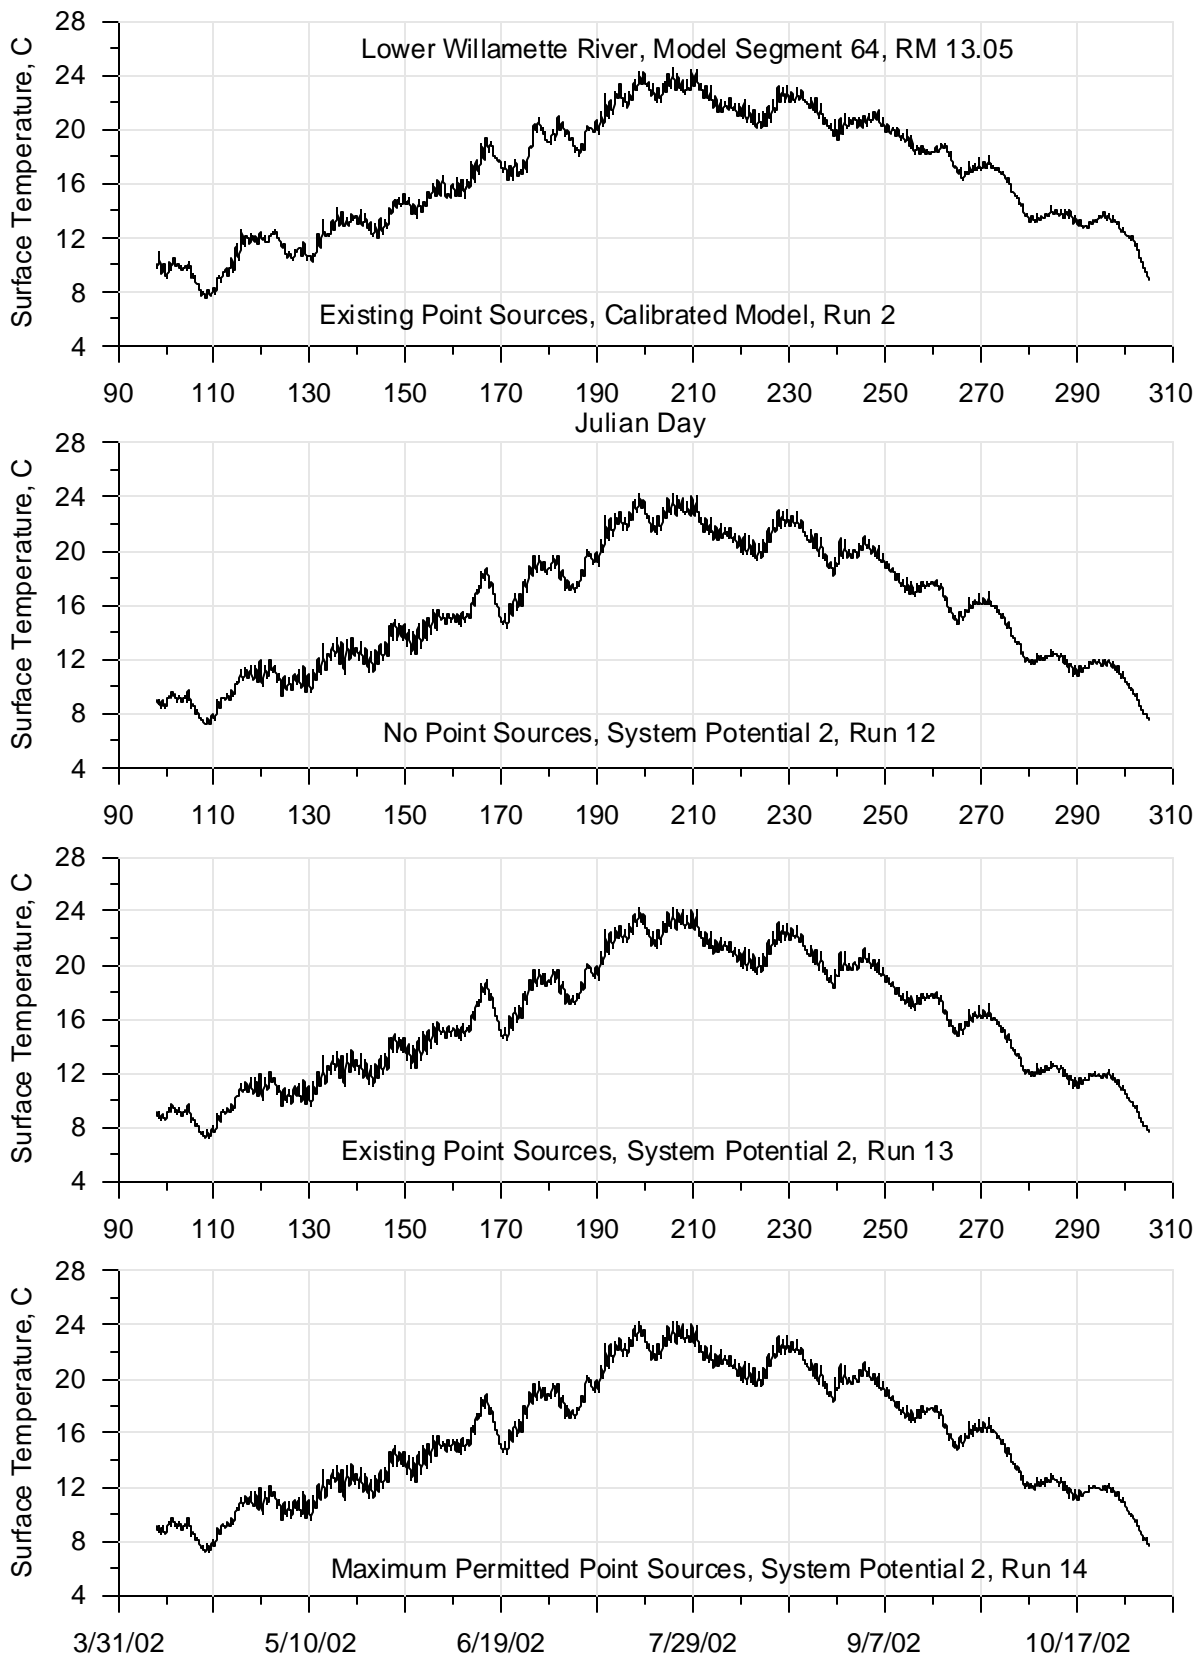 28
Lower Willamette River, Model Segment 64, RM 13.05
24
20
16
12
8
4
Surface Temperature, C
Existing Point Sources, Calibrated Model, Run 2
90 110 130 150 170 190 210 230 250 270 290 310
Julian Day
28
24
20
16
12
8
4
Surface Temperature, C
No Point Sources, System Potential 2, Run 12
90 110 130 150 170 190 210 230 250 270 290 310
28
24
20
16
12
8
4
Surface Temperature, C
Existing Point Sources, System Potential 2, Run 13
90 110 130 150 170 190 210 230 250 270 290 310
28
24
20
16
12
8
4
Surface Temperature, C
Maximum Permitted Point Sources, System Potential 2, Run 14
3/31/02 5/10/02 6/19/02 7/29/02 9/7/02 10/17/02